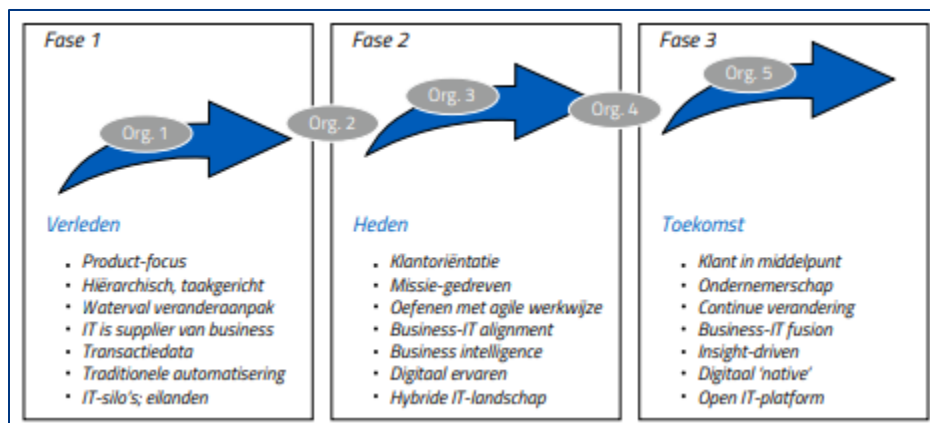 Fase 1
Org. 1
Org. 2
Verleden
• Product-focus
• Hiërarchisch, taakgericht
• Waterval veranderaanpak
• IT is supplier van business
• Transactiedata
• Traditionele automatisering
• IT-silo's; eilanden
Fase 2
Org. 3
Org. 4
Heden
• Klantoriëntatie
• Missie-gedreven
• Oefenen met agile werkwijze
• Business-IT alignment
• Business intelligence
• Digitaal ervaren
• Hybride IT-landschap
Fase 3
Org. 5
Toekomst
• Klant in middelpunt
• Ondernemerschap
• Continue verandering
• Business-IT fusion
• Insight-driven
• Digitaal 'native'
• Open IT-platform